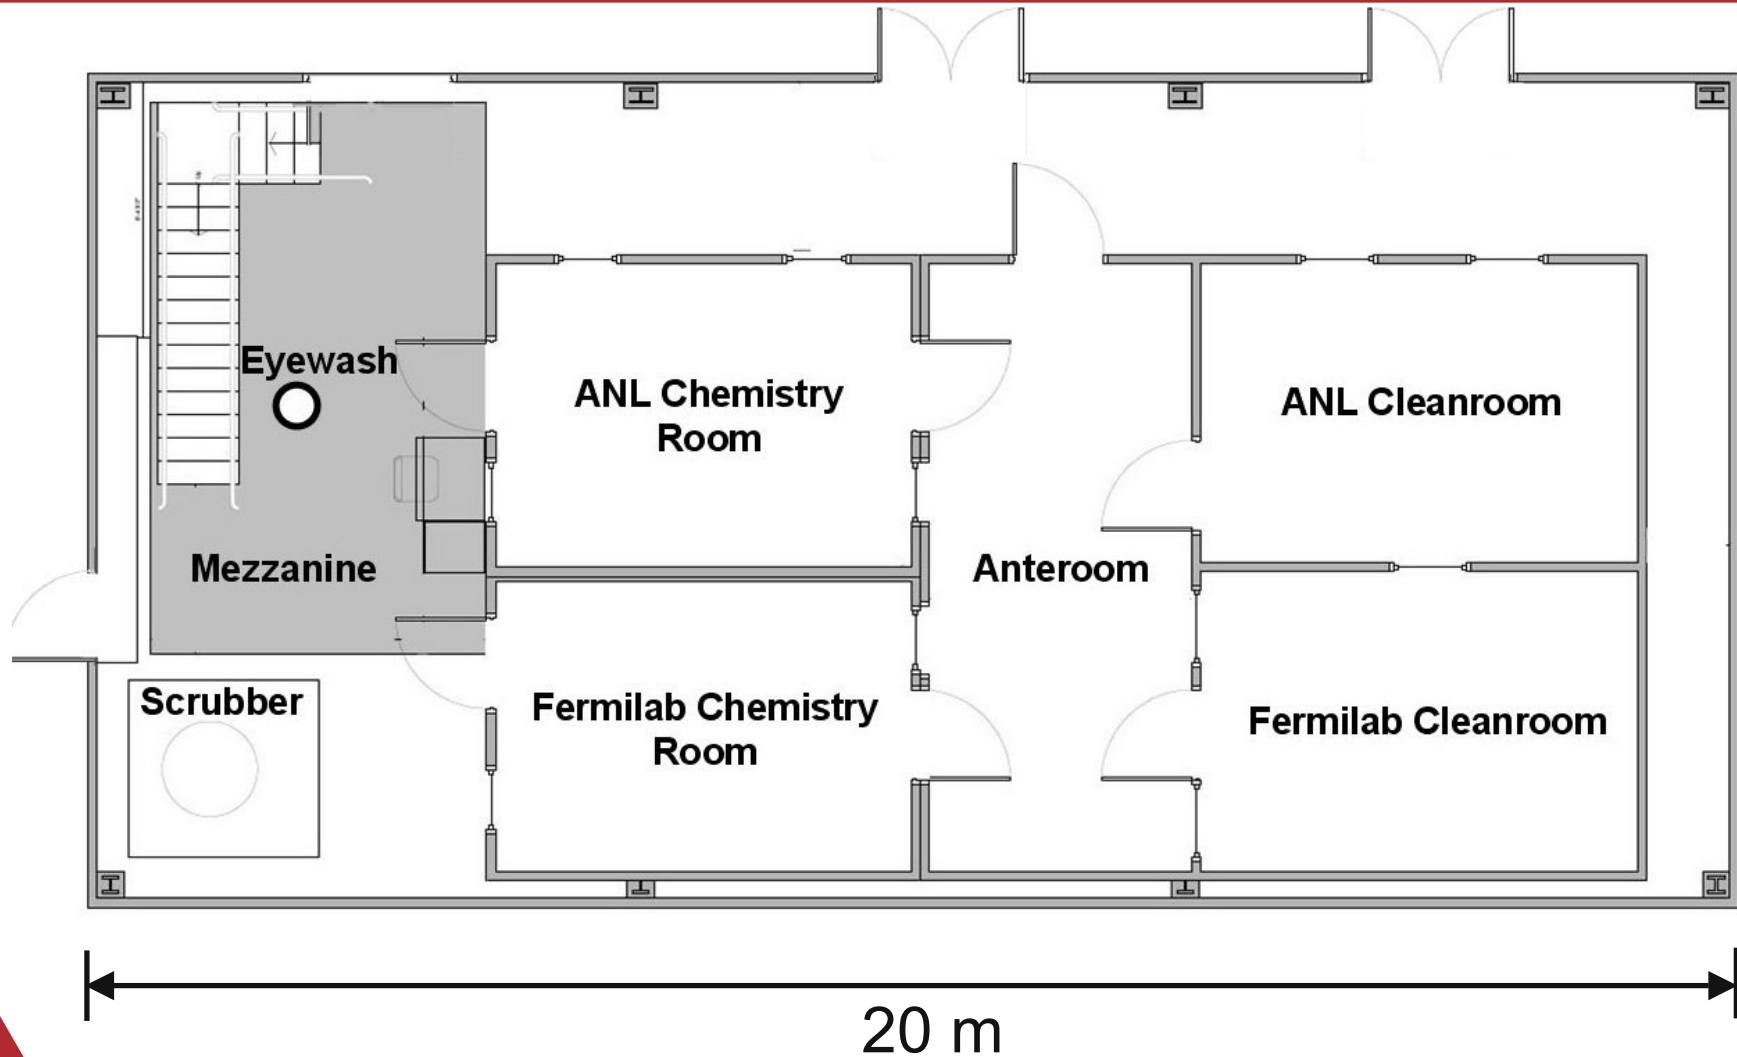 Eyewash
ANL Chemistry
Room
ANL Cleanroom
Mezzanine
Anteroom
Scrubber
Fermilab Chemistry
Room
Fermilab Cleanroom
20 m